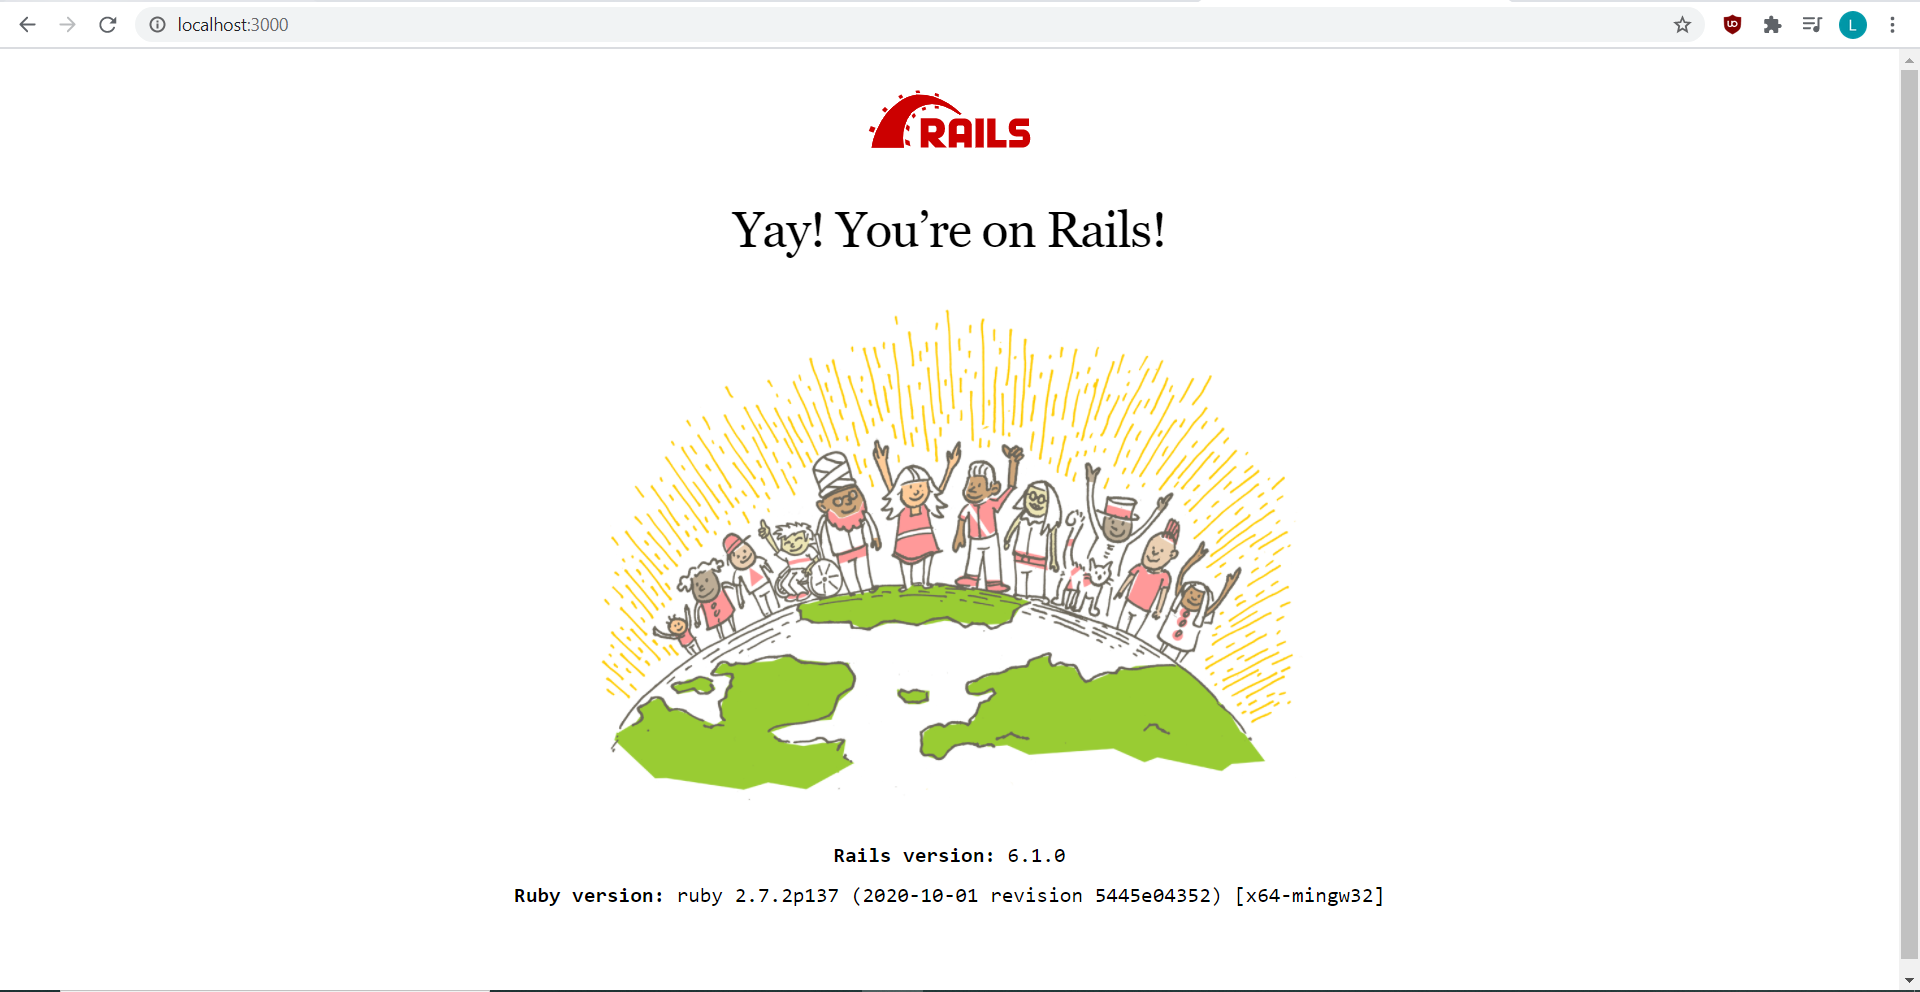 localhost:3000
L
RAILS
Yay! You’re on Rails!
Rails version: 6.1.0
Ruby version: ruby 2.7.2p137 (2020-10-01 revision 5445e04352) [x64-mingw32]